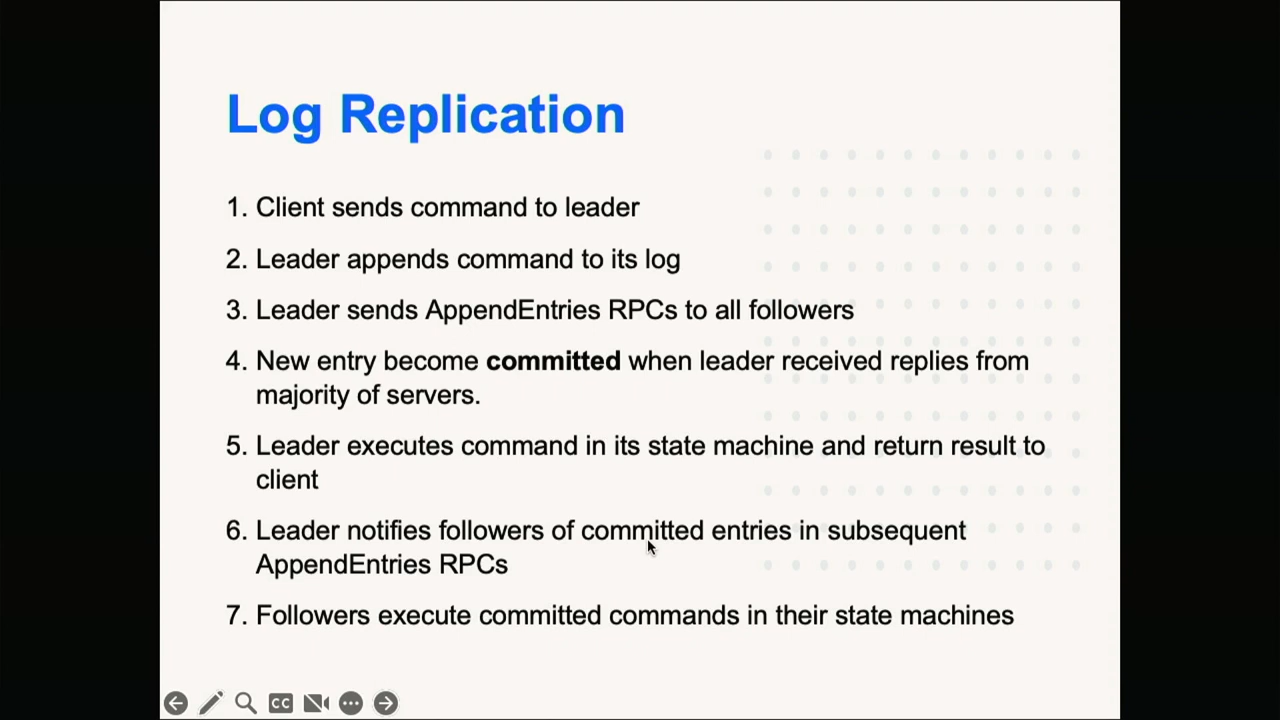 Log Replication
1. Client sends command to leader
2. Leader appends command to its log
3. Leader sends AppendEntries RPCs to all followers
4. New entry become committed when leader received replies from
majority of servers.
5. Leader executes command in its state machine and return result to
client
6. Leader notifies followers of committed entries in subsequent
AppendEntries RPCs
7. Followers execute committed commands in their state machines
CC